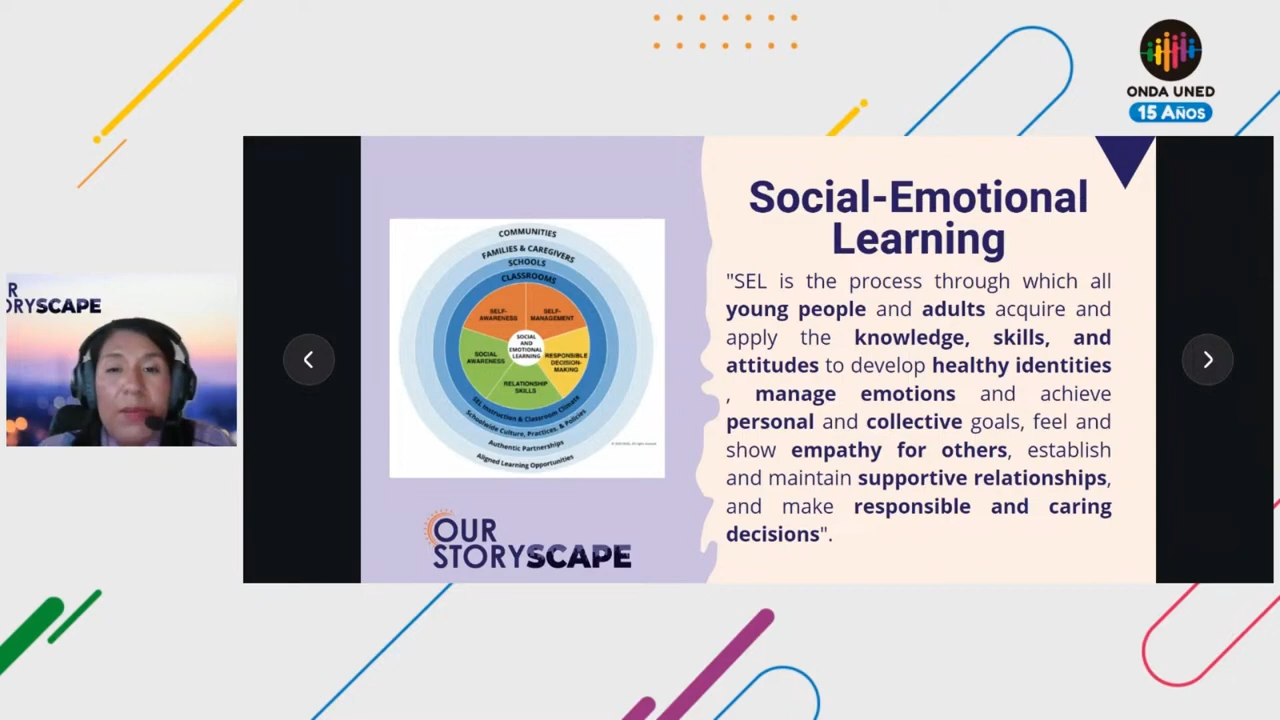 ONDA UNED
15 AÑOS
Social-Emotional
Learning
"SEL is the process through which all
young people and adults acquire and
apply the knowledge, skills, and
attitudes to develop healthy identities
, manage emotions and achieve
personal and collective goals, feel and
show empathy for others, establish
and maintain supportive relationships,
and make responsible and caring
decisions".
COMMUNITIES
FAMILIES & CAREGIVERS
SCHOOLS
CLASSROOMS
SELF-
AWARENESS
SELF-
MANAGEMENT
SOCIAL
AND
EMOTIONAL
LEARNING
SOCIAL
AWARENESS
RESPONSIBLE
DECISION-
MAKING
RELATIONSHIP
SKILLS
SEL Instruction & Classroom Climate
Schoolwide Culture, Practices, & Policies
Authentic Partnerships
Aligned Learning Opportunities
OUR
STORYSCAPE
R
ORYSCAPE